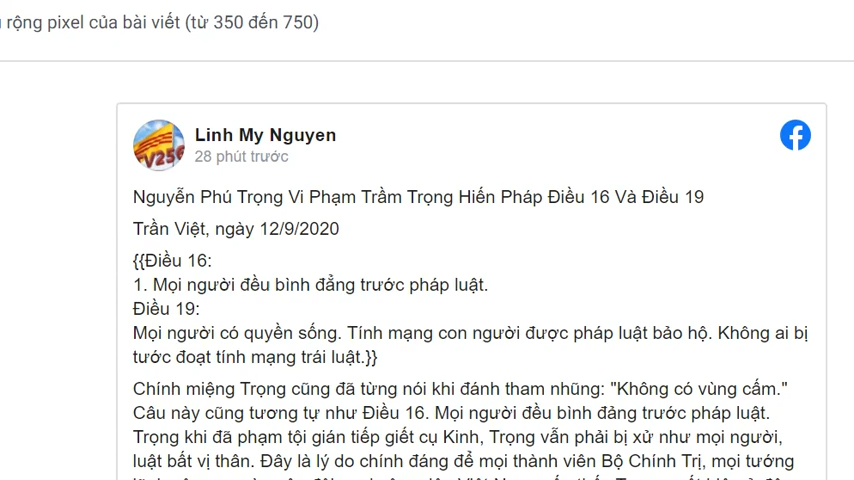 rộng pixel của bài viết (từ 350 đến 750)
Linh My Nguyen
28 phút trước
V256
Nguyễn Phú Trọng Vi Phạm Trầm Trọng Hiến Pháp Điều 16 Và Điều 19
Trần Việt, ngày 12/9/2020
{{Điều 16:
1. Mọi người đều bình đẳng trước pháp luật.
Điều 19:
Mọi người có quyền sống. Tính mạng con người được pháp luật bảo hộ. Không ai bị
tước đoạt tính mạng trái luật.}}
Chính miệng Trọng cũng đã từng nói khi đánh tham nhũng: "Không có vùng cấm."
Câu này cũng tương tự như Điều 16. Mọi người đều bình đảng trước pháp luật.
Trọng khi đã phạm tội gián tiếp giết cụ Kinh, Trọng vẫn phải bị xử như mọi người,
luật bất vị thân. Đây là lý do chính đáng để mọi thành viên Bộ Chính Trị, mọi tướng